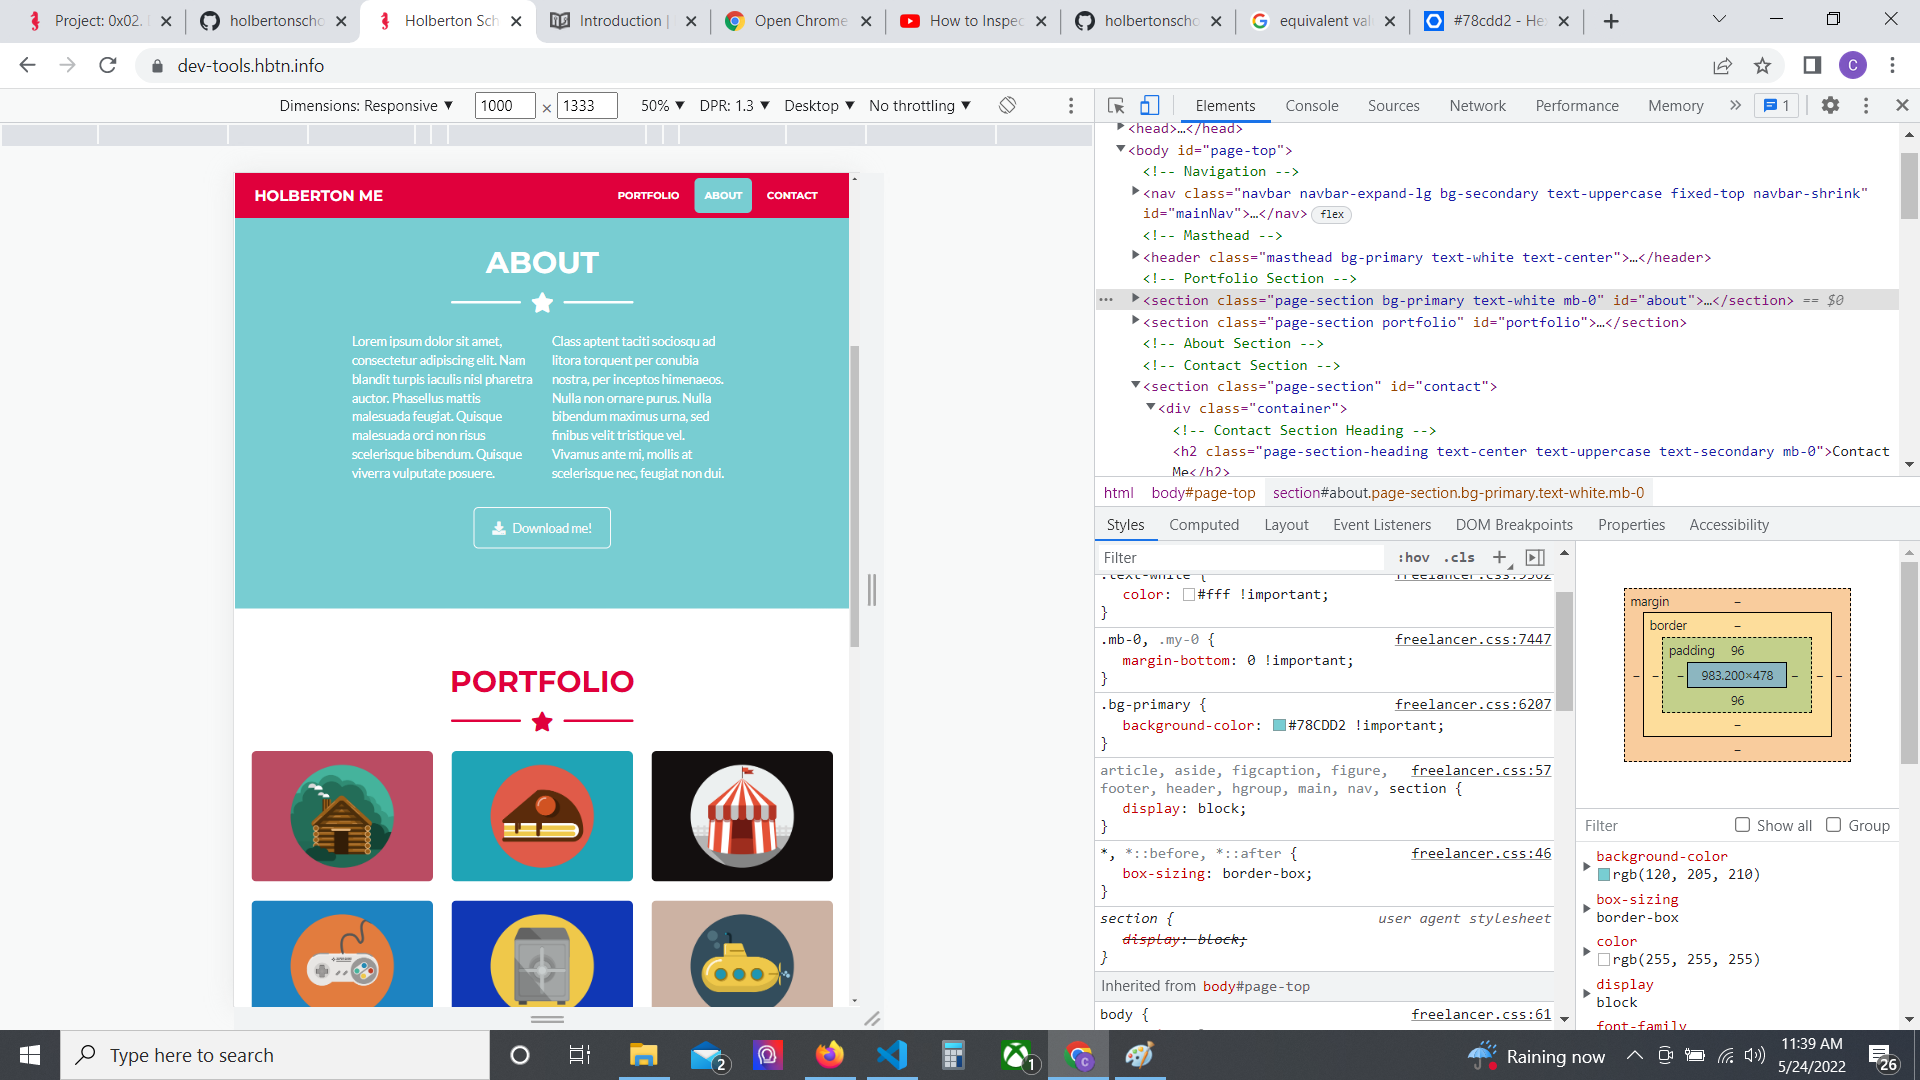 Project: 0x02.
holbertonscho
Holberton Sch
Introduction |
Open Chrome
How to Inspec
holbertonscho
equivalent val
#78cdd2 - He
dev-tools.hbtn.info
C
Dimensions: Responsive ▼ 1000 × 1333 50% ▼ DPR: 1.3 ▼ Desktop ▼ No throttling ▼
Elements Console Sources Network Performance Memory » 1
HOLBERTON ME
PORTFOLIO ABOUT CONTACT
ABOUT
Lorem ipsum dolor sit amet,
consectetur adipiscing elit. Nam
blandit turpis iaculis nisl pharetra
auctor. Phasellus mattis
malesuada feugiat. Quisque
malesuada orci non risus
scelerisque bibendum. Quisque
viverra vulputate posuere.
Class aptent taciti sociosqu ad
litora torquent per conubia
nostra, per inceptos himenaeos.
Nulla non ornare purus. Nulla
bibendum maximus urna, sed
finibus velit tristique vel.
Vivamus ante mi, mollis at
scelerisque nec, feugiat non dui.
Download me!
PORTFOLIO
<head>…</head>
<body id="page-top">
<!-- Navigation -->
<nav class="navbar navbar-expand-lg bg-secondary text-uppercase fixed-top navbar-shrink"
id="mainNav">…</nav> flex
<!-- Masthead -->
<header class="masthead bg-primary text-white text-center">…</header>
<!-- Portfolio Section -->
<section class="page-section bg-primary text-white mb-0" id="about">…</section> == $0
<section class="page-section portfolio" id="portfolio">…</section>
<!-- About Section -->
<!-- Contact Section -->
<section class="page-section" id="contact">
<div class="container">
<!-- Contact Section Heading -->
<h2 class="page-section-heading text-center text-uppercase text-secondary mb-0">Contact
Me</h2>
html body#page-top section#about.page-section.bg-primary.text-white.mb-0
Styles Computed Layout Event Listeners DOM Breakpoints Properties Accessibility
Filter :hov .cls +
.text-white { freelancer.css:9502
color: #fff !important;
}
.mb-0, .my-0 { freelancer.css:7447
margin-bottom: 0 !important;
}
.bg-primary { freelancer.css:6207
background-color: #78CDD2 !important;
}
article, aside, figcaption, figure, freelancer.css:57
footer, header, hgroup, main, nav, section {
display: block;
}
*, *::before, *::after { freelancer.css:46
box-sizing: border-box;
}
section { user agent stylesheet
display: block;
}
Inherited from body#page-top
body { freelancer.css:61
margin –
border –
padding 96
– – – 983.200×478 – – –
96
–
–
Filter Show all Group
background-color
rgb(120, 205, 210)
box-sizing
border-box
color
rgb(255, 255, 255)
display
block
font-family
Type here to search
2
1
C
Raining now
11:39 AM
5/24/2022
26